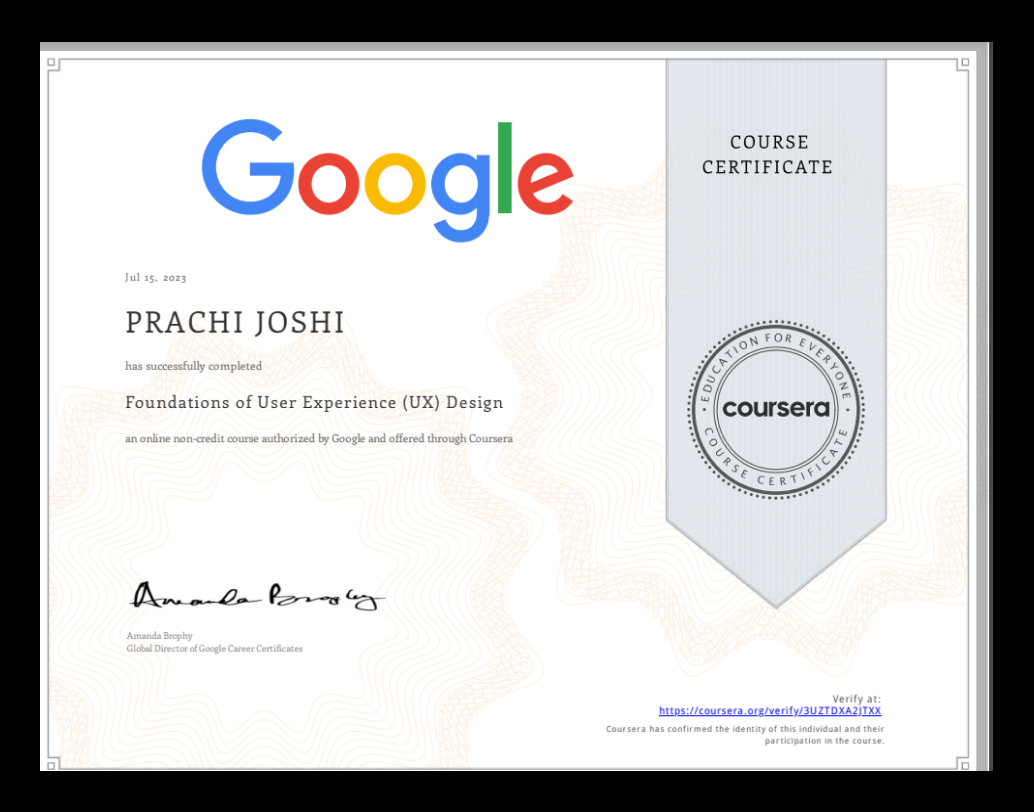 Google
COURSE
CERTIFICATE
Jul 15, 2023
PRACHI JOSHI
has successfully completed
Foundations of User Experience (UX) Design
an online non-credit course authorized by Google and offered through Coursera
EDUCATION FOR EVERYONE
coursera
COURSE CERTIFICATE
Amanda Brophy
Amanda Brophy
Global Director of Google Career Certificates
Verify at:
https://coursera.org/verify/3UZTDXA2JTXX
Coursera has confirmed the identity of this individual and their
participation in the course.